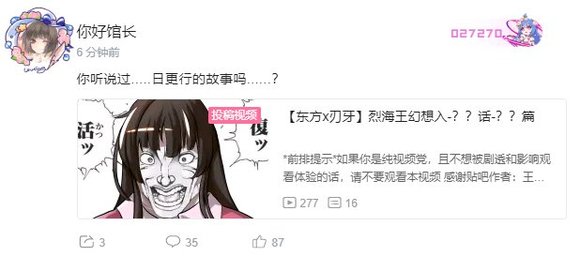 你好馆长
6 分钟前
027270
你听说过.....日更行的故事吗......?
投稿视频
復ッ
活ッ
かつ
【东方x刃牙】烈海王幻想入-？？话-？？篇
*前排提示*如果你是纯视频党，且不想被剧透和影响观
看体验的话，请不要观看本视频 感谢贴吧作者：王...
277
16
3
35
87